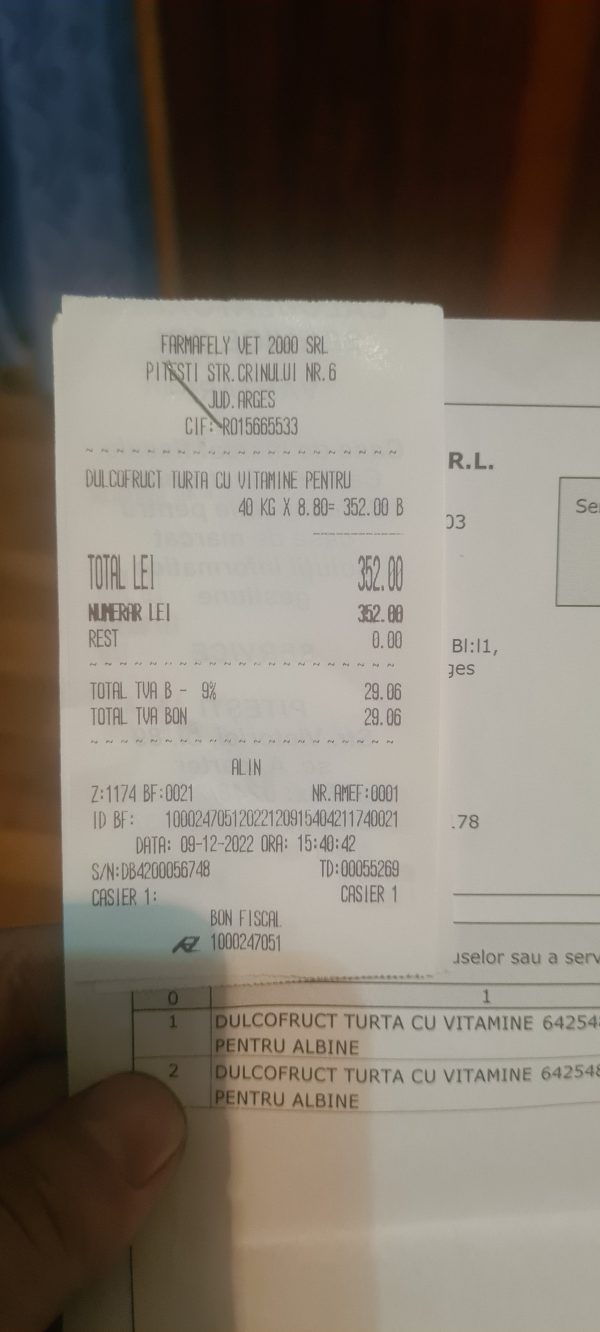 FARMAFELY VET 2000 SRL
PITESTI STR.CRINULUI NR.6
JUD.ARGES
CIF: RO15665533
DULCOFRUCT TURTA CU VITAMINE PENTRU
40 KG X 8.80= 352.00 B
TOTAL LEI 352.00
NUMERAR LEI 352.00
REST 0.00
TOTAL TVA B - 9% 29.06
TOTAL TVA BON 29.06
ALIN
Z:1174 BF:0021 NR.AMEF:0001
ID BF: 10002470512022120915404211740021
DATA: 09-12-2022 ORA: 15:40:42
S/N:DB4200056748 TD:00055269
CASIER 1: CASIER 1
BON FISCAL
1000247051
R.L.
03
Se
Bl:l1,
ges
178
uselor sau a serv
0 1
1 DULCOFRUCT TURTA CU VITAMINE 642548
PENTRU ALBINE
2 DULCOFRUCT TURTA CU VITAMINE 642548
PENTRU ALBINE